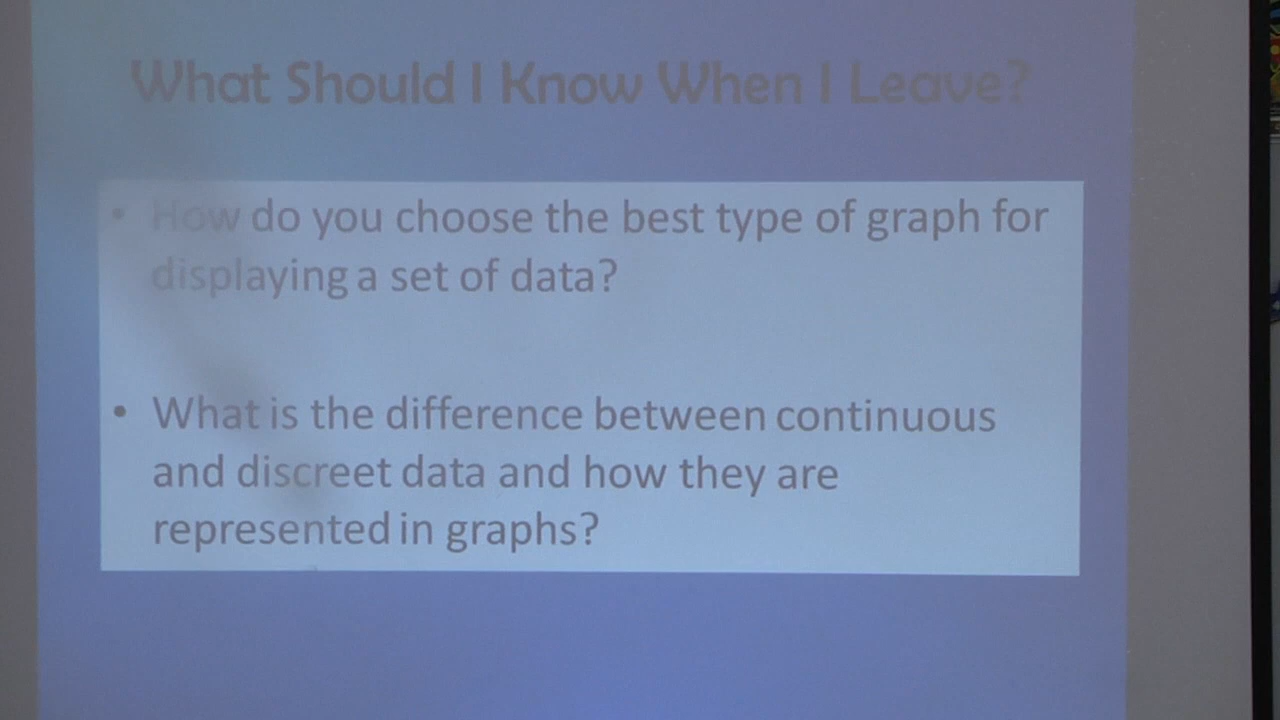 What Should I Know When I Leave?
• How do you choose the best type of graph for
displaying a set of data?
• What is the difference between continuous
and discreet data and how they are
represented in graphs?